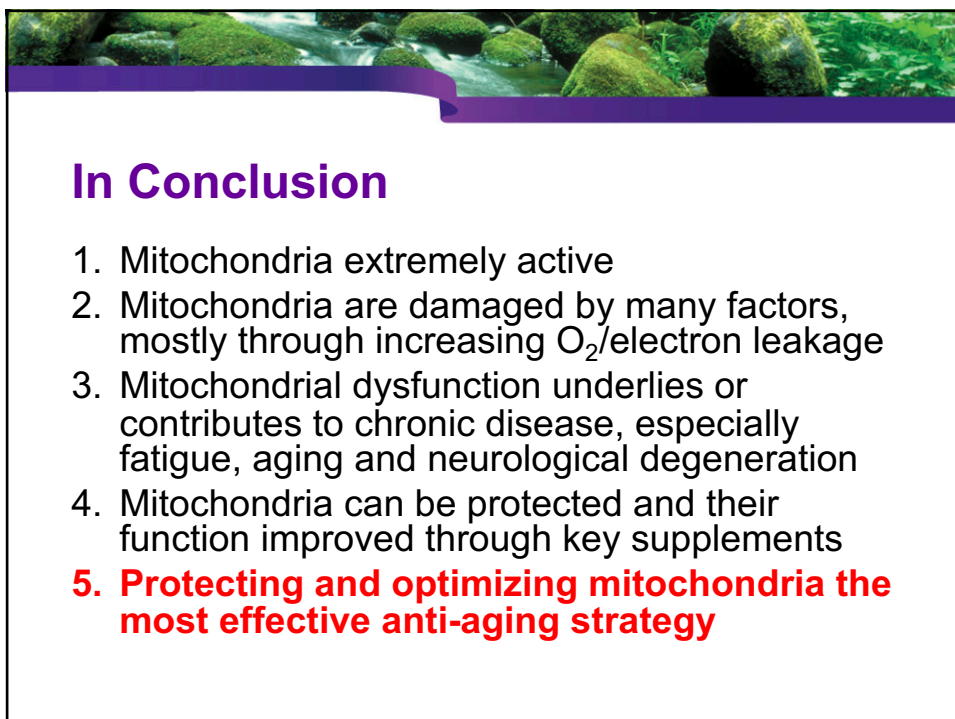 In Conclusion
1. Mitochondria extremely active
2. Mitochondria are damaged by many factors,
mostly through increasing O₂/electron leakage
3. Mitochondrial dysfunction underlies or
contributes to chronic disease, especially
fatigue, aging and neurological degeneration
4. Mitochondria can be protected and their
function improved through key supplements
5. Protecting and optimizing mitochondria the
most effective anti-aging strategy